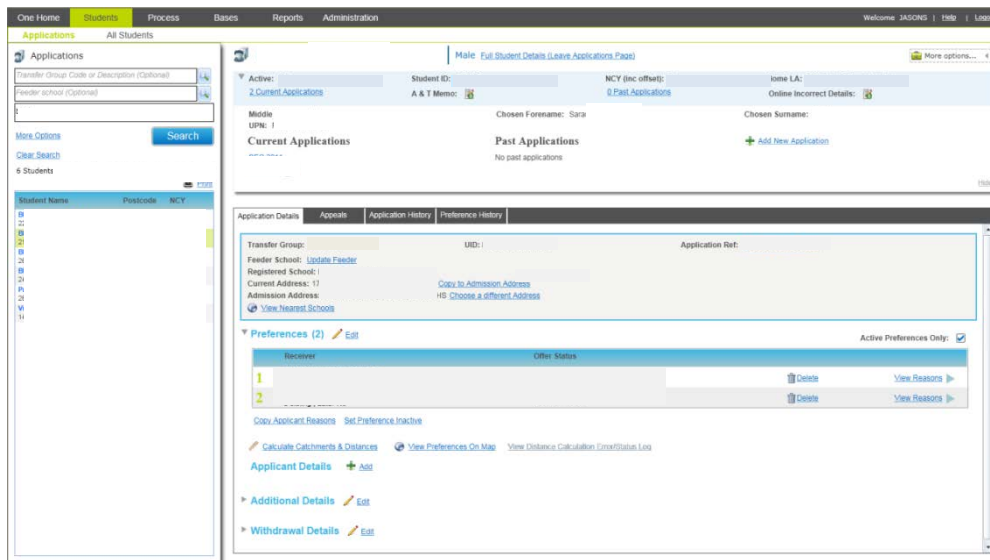 One Home Students Process Bases Reports Administration Welcome JASONS | Help |
Applications All Students
Applications
Transfer Group Code or Description (Optional)
Feeder school (Optional)
More Options Search
Clear Search
6 Students
Student Name Postcode NCY
Male Full Student Details (Leave Applications Page) More options...
Active: Student ID: NCY (inc offset): ome LA:
2 Current Applications A & T Memo: 0 Past Applications Online Incorrect Details:
Middle Chosen Forename: Chosen Surname:
UPN:
Current Applications Past Applications Add New Application
No past applications
Application Details Appeals Application History Preference History
Transfer Group: UID: Application Ref:
Feeder School: Update Feeder
Registered School:
Current Address: Copy to Admission Address
Admission Address HS Choose a different Address
View Nearest Schools
Preferences (2) Edit Active Preferences Only:
Receiver Offer Status
1 Delete View Reasons
2 Delete View Reasons
Copy Applicant Reasons Set Preference Inactive
Calculate Catchments & Distances View Preferences On Map View Distance Calculation Error/Status Log
Applicant Details Add
Additional Details Edit
Withdrawal Details Edit